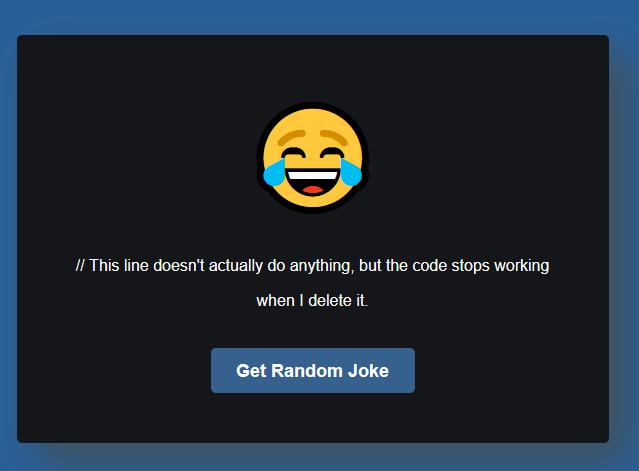 // This line doesn't actually do anything, but the code stops working
when I delete it.
Get Random Joke